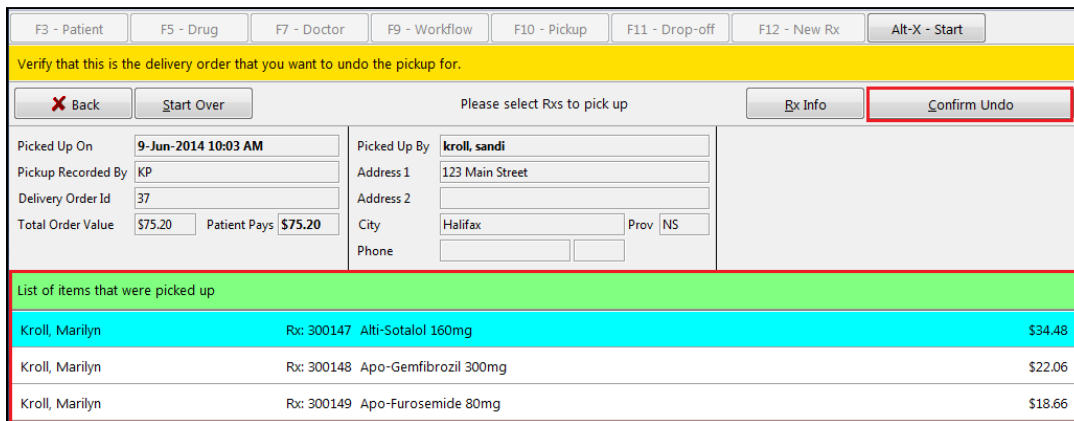 F3 - Patient F5 - Drug F7 - Doctor F9 - Workflow F10 - Pickup F11 - Drop-off F12 - New Rx Alt-X - Start
Verify that this is the delivery order that you want to undo the pickup for.
Back Start Over Please select Rxs to pick up Rx Info Confirm Undo
Picked Up On 9-Jun-2014 10:03 AM Picked Up By kroll, sandi
Pickup Recorded By KP Address 1 123 Main Street
Delivery Order Id 37 Address 2
Total Order Value $75.20 Patient Pays $75.20 City Halifax Prov NS
Phone
List of items that were picked up
Kroll, Marilyn Rx: 300147 Alti-Sotalol 160mg $34.48
Kroll, Marilyn Rx: 300148 Apo-Gemfibrozil 300mg $22.06
Kroll, Marilyn Rx: 300149 Apo-Furosemide 80mg $18.66